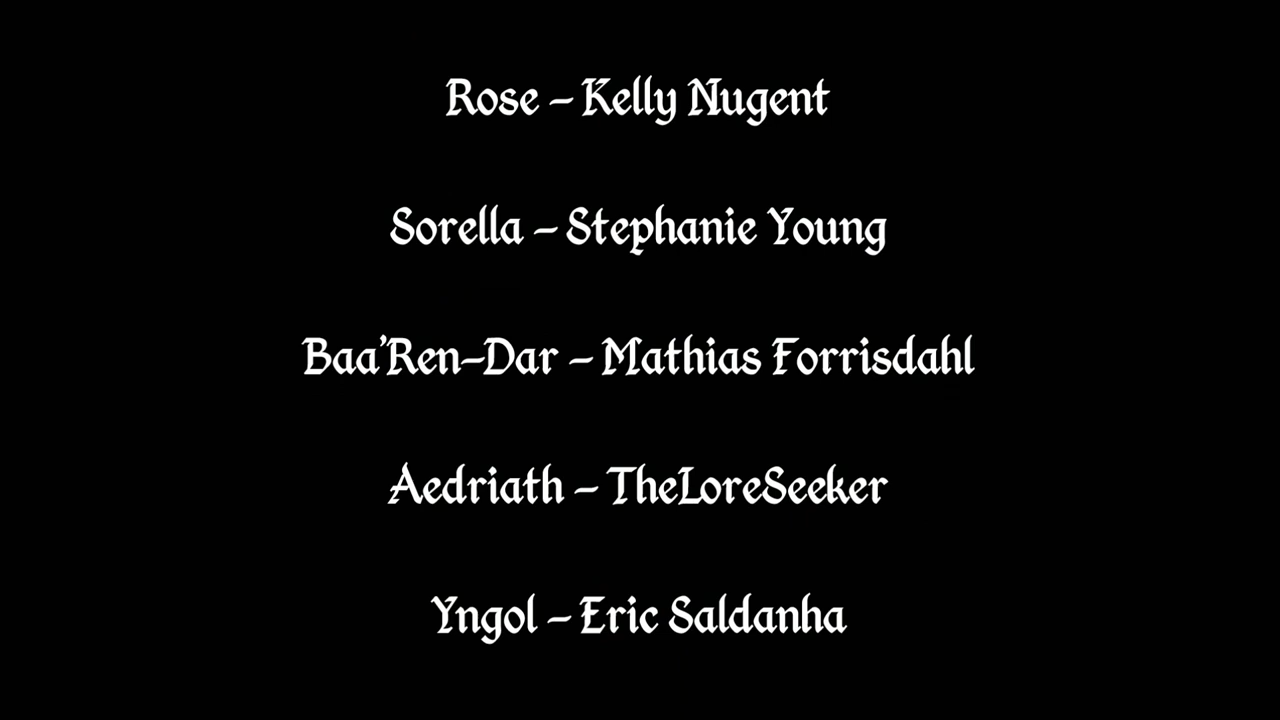 Rose – Kelly Nugent
Sorella – Stephanie Young
Baa'Ren-Dar – Mathias Forrisdahl
Aedriath – TheLoreSeeker
Yngol – Eric Saldanha